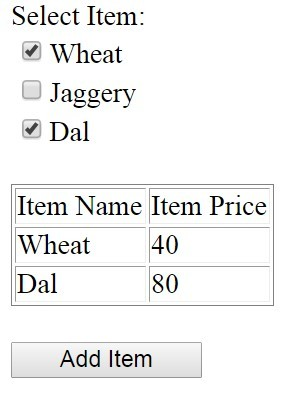 Select Item:
Wheat
Jaggery
Dal
Item Name Item Price
Wheat 40
Dal 80
Add Item